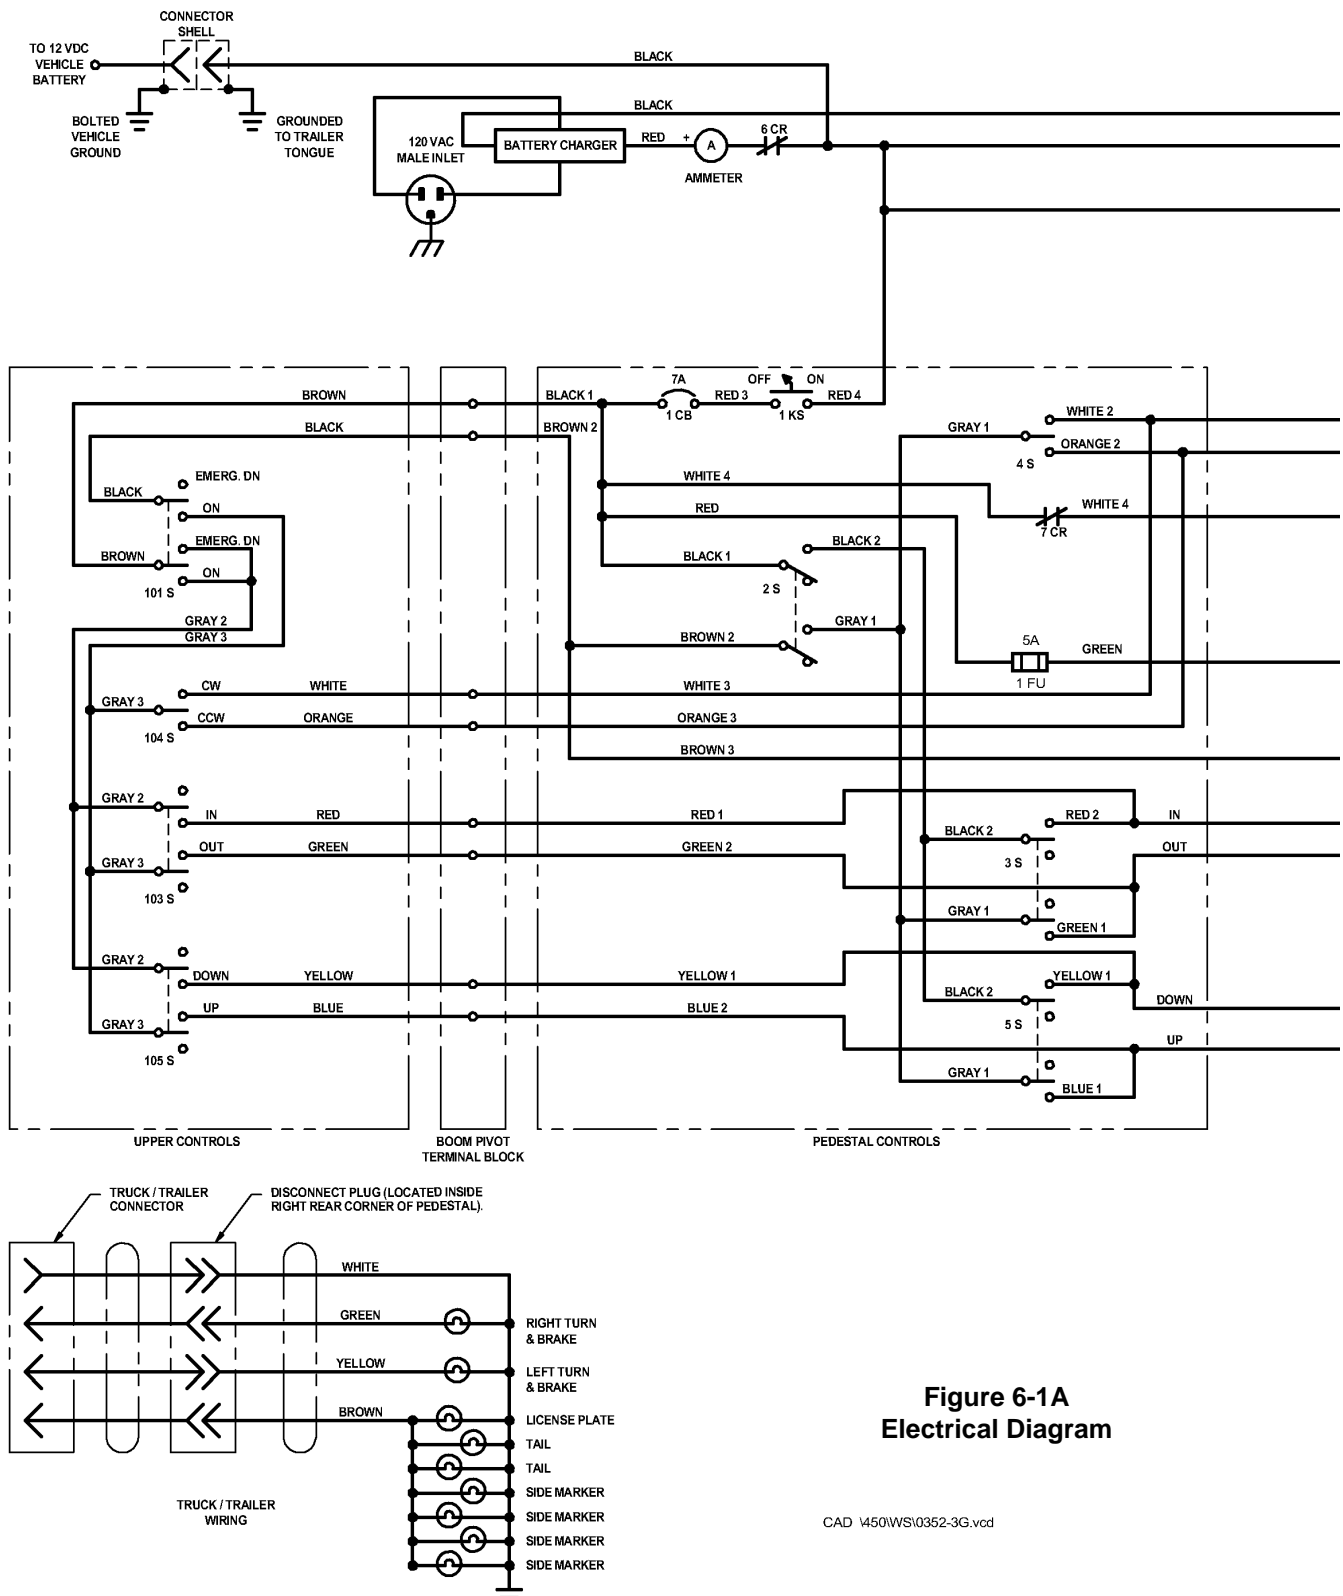 CONNECTOR
SHELL
TO 12 VDC
VEHICLE
BATTERY
BLACK
BOLTED
VEHICLE
GROUND
GROUNDED
TO TRAILER
TONGUE
BLACK
120 VAC
MALE INLET
BATTERY CHARGER
RED
+
A
AMMETER
6 CR
BROWN
BLACK 1
7A
1 CB
RED 3
OFF
ON
1 KS
RED 4
BLACK
BROWN 2
GRAY 1
WHITE 2
ORANGE 2
4 S
EMERG. DN
BLACK
ON
WHITE 4
WHITE 4
RED
7 CR
EMERG. DN
BROWN
ON
101 S
BLACK 1
BLACK 2
2 S
GRAY 2
GRAY 3
BROWN 2
GRAY 1
5A
1 FU
GREEN
CW
WHITE
WHITE 3
GRAY 3
CCW
ORANGE
ORANGE 3
104 S
BROWN 3
GRAY 2
IN
RED
RED 1
RED 2
IN
BLACK 2
3 S
OUT
GREEN
GREEN 2
OUT
GRAY 3
103 S
GRAY 1
GREEN 1
GRAY 2
DOWN
YELLOW
YELLOW 1
YELLOW 1
DOWN
BLACK 2
5 S
UP
BLUE
BLUE 2
UP
GRAY 3
105 S
GRAY 1
BLUE 1
UPPER CONTROLS
BOOM PIVOT
TERMINAL BLOCK
PEDESTAL CONTROLS
TRUCK / TRAILER
CONNECTOR
DISCONNECT PLUG (LOCATED INSIDE
RIGHT REAR CORNER OF PEDESTAL).
WHITE
GREEN
RIGHT TURN
& BRAKE
YELLOW
LEFT TURN
& BRAKE
BROWN
LICENSE PLATE
TAIL
TAIL
SIDE MARKER
SIDE MARKER
SIDE MARKER
SIDE MARKER
TRUCK / TRAILER
WIRING
Figure 6-1A
Electrical Diagram
CAD \450\WS\0352-3G.vcd